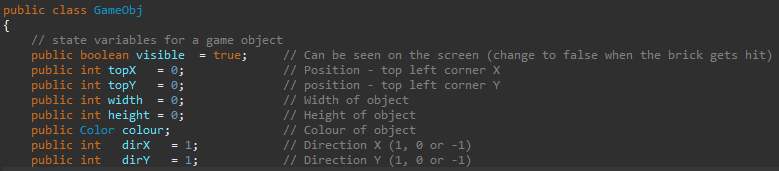 public class GameObj
{
    // state variables for a game object
    public boolean visible  = true;     // Can be seen on the screen (change to false when the brick gets hit)
    public int topX   = 0;              // Position - top left corner X
    public int topY   = 0;              // position - top left corner Y
    public int width  = 0;              // Width of object
    public int height = 0;              // Height of object
    public Color colour;                // Colour of object
    public int   dirX   = 1;            // Direction X (1, 0 or -1)
    public int   dirY   = 1;            // Direction Y (1, 0 or -1)